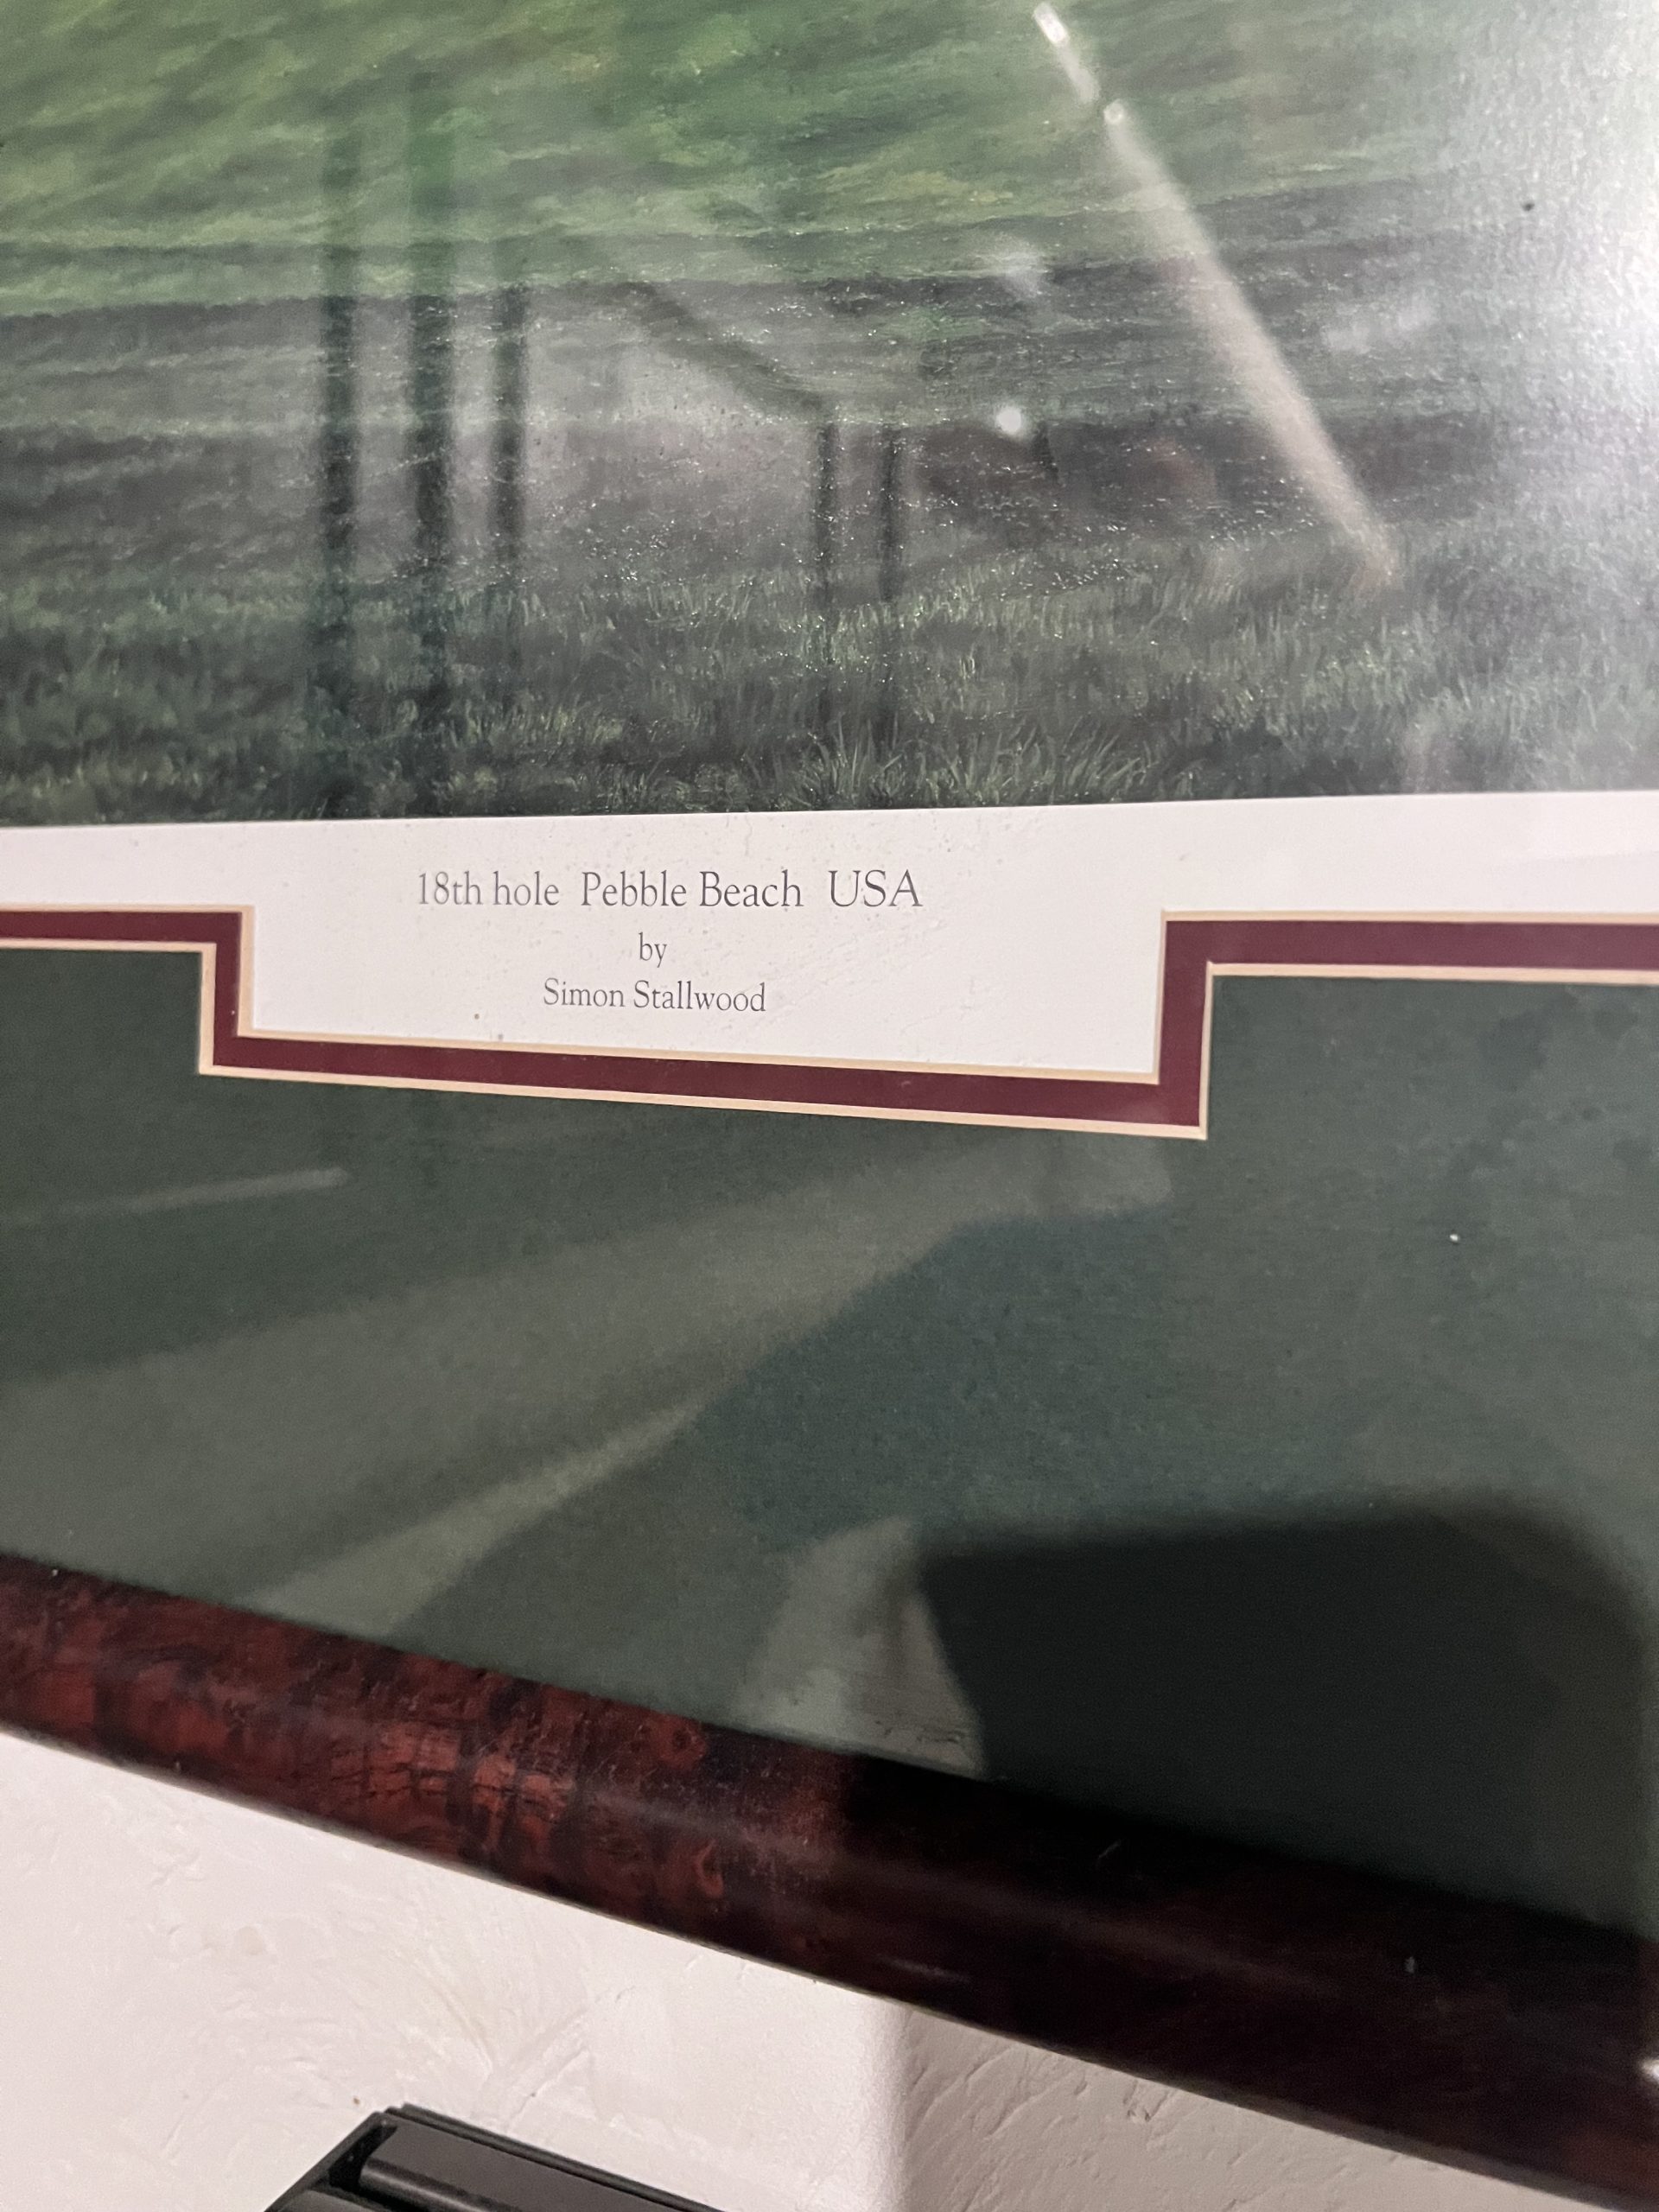 18th hole Pebble Beach USA
by
Simon Stallwood